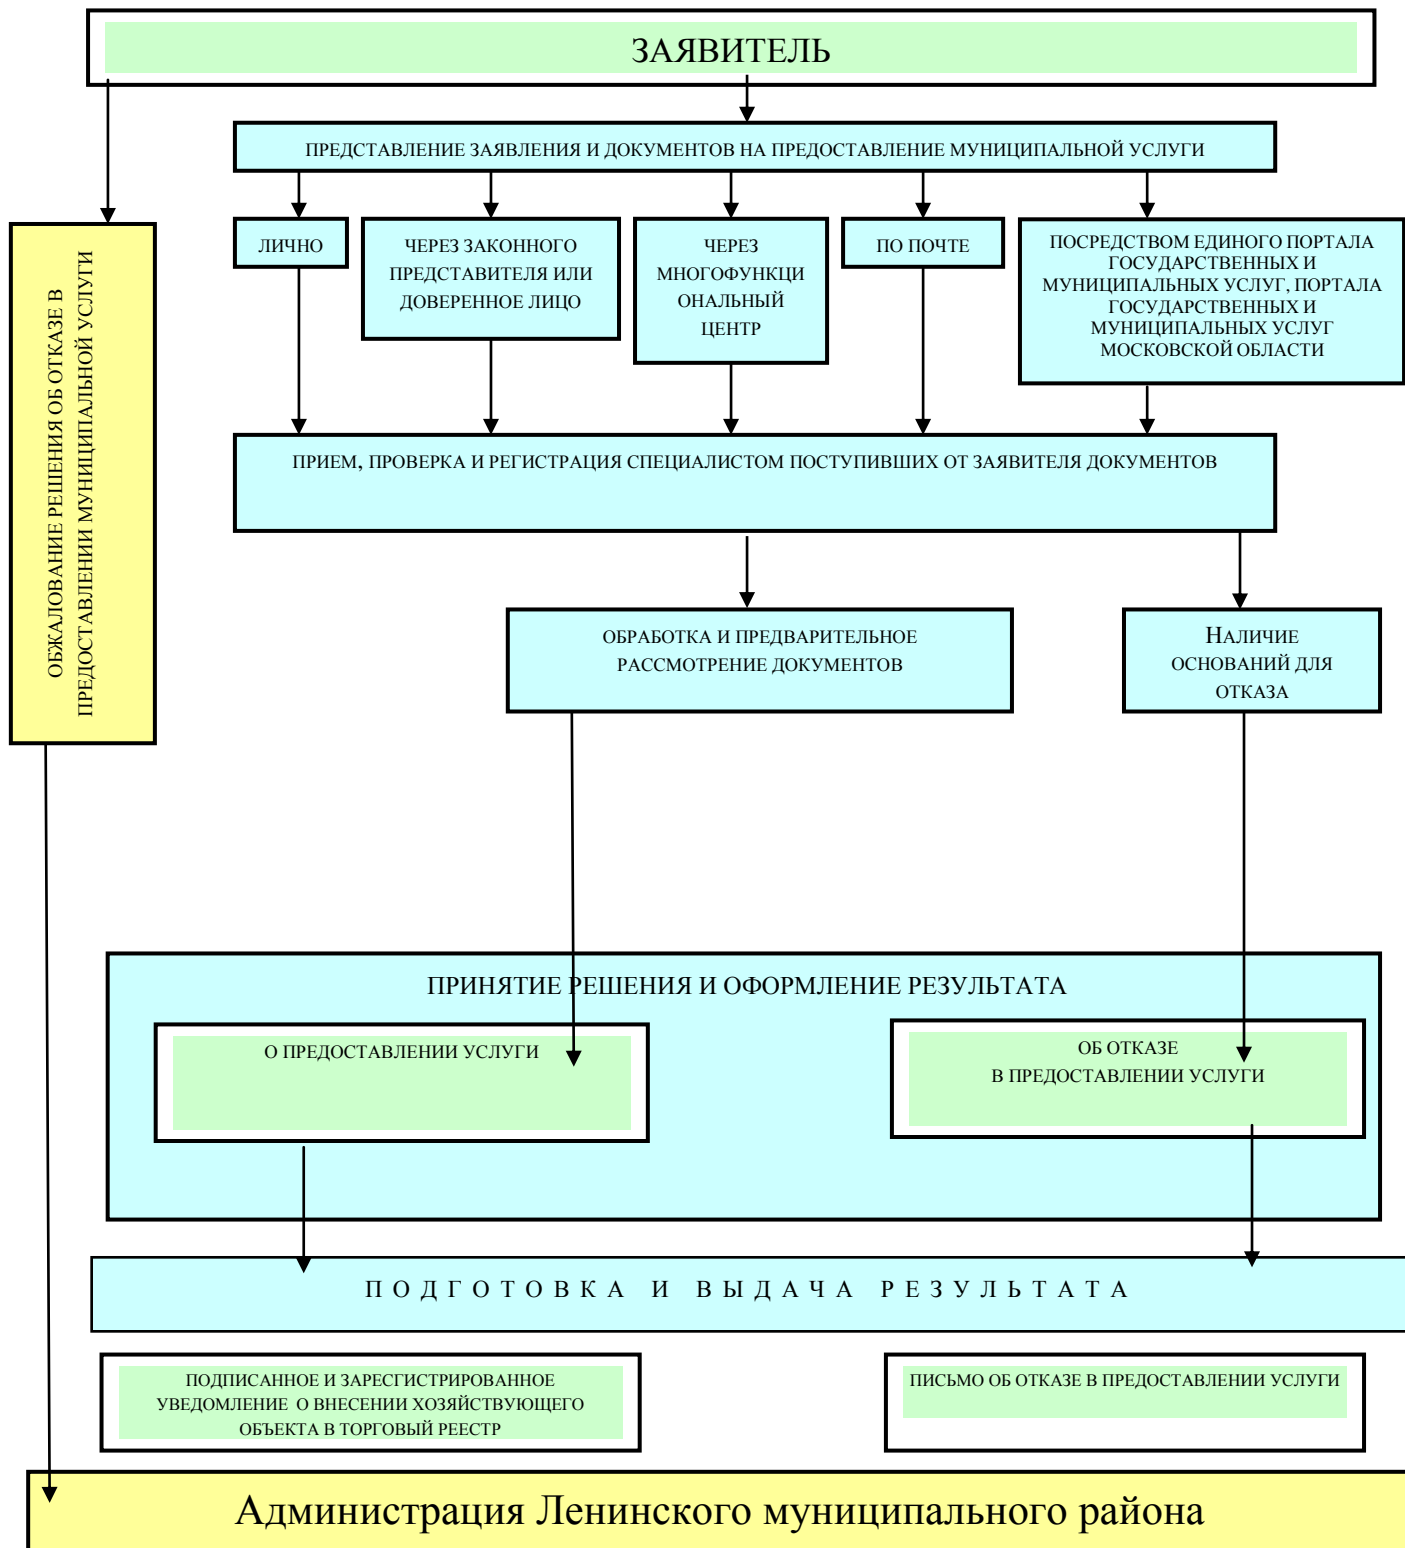 ЗАЯВИТЕЛЬ
ПРЕДСТАВЛЕНИЕ ЗАЯВЛЕНИЯ И ДОКУМЕНТОВ НА ПРЕДОСТАВЛЕНИЕ МУНИЦИПАЛЬНОЙ УСЛУГИ
ЛИЧНО
ЧЕРЕЗ ЗАКОННОГО
ПРЕДСТАВИТЕЛЯ ИЛИ
ДОВЕРЕННОЕ ЛИЦО
ЧЕРЕЗ
МНОГОФУНКЦИ
ОНАЛЬНЫЙ
ЦЕНТР
ПО ПОЧТЕ
ПОСРЕДСТВОМ ЕДИНОГО ПОРТАЛА
ГОСУДАРСТВЕННЫХ И
МУНИЦИПАЛЬНЫХ УСЛУГ, ПОРТАЛА
ГОСУДАРСТВЕННЫХ И
МУНИЦИПАЛЬНЫХ УСЛУГ
МОСКОВСКОЙ ОБЛАСТИ
ОБЖАЛОВАНИЕ РЕШЕНИЯ ОБ ОТКАЗЕ В
ПРЕДОСТАВЛЕНИИ МУНИЦИПАЛЬНОЙ УСЛУГИ
ПРИЕМ, ПРОВЕРКА И РЕГИСТРАЦИЯ СПЕЦИАЛИСТОМ ПОСТУПИВШИХ ОТ ЗАЯВИТЕЛЯ ДОКУМЕНТОВ
ОБРАБОТКА И ПРЕДВАРИТЕЛЬНОЕ
РАССМОТРЕНИЕ ДОКУМЕНТОВ
НАЛИЧИЕ
ОСНОВАНИЙ ДЛЯ
ОТКАЗА
ПРИНЯТИЕ РЕШЕНИЯ И ОФОРМЛЕНИЕ РЕЗУЛЬТАТА
О ПРЕДОСТАВЛЕНИИ УСЛУГИ
ОБ ОТКАЗЕ
В ПРЕДОСТАВЛЕНИИ УСЛУГИ
ПОДГОТОВКА И ВЫДАЧА РЕЗУЛЬТАТА
ПОДПИСАННОЕ И ЗАРЕСГИСТРИРОВАННОЕ
УВЕДОМЛЕНИЕ О ВНЕСЕНИИ ХОЗЯЙСТВУЮЩЕГО
ОБЪЕКТА В ТОРГОВЫЙ РЕЕСТР
ПИСЬМО ОБ ОТКАЗЕ В ПРЕДОСТАВЛЕНИИ УСЛУГИ
Администрация Ленинского муниципального района